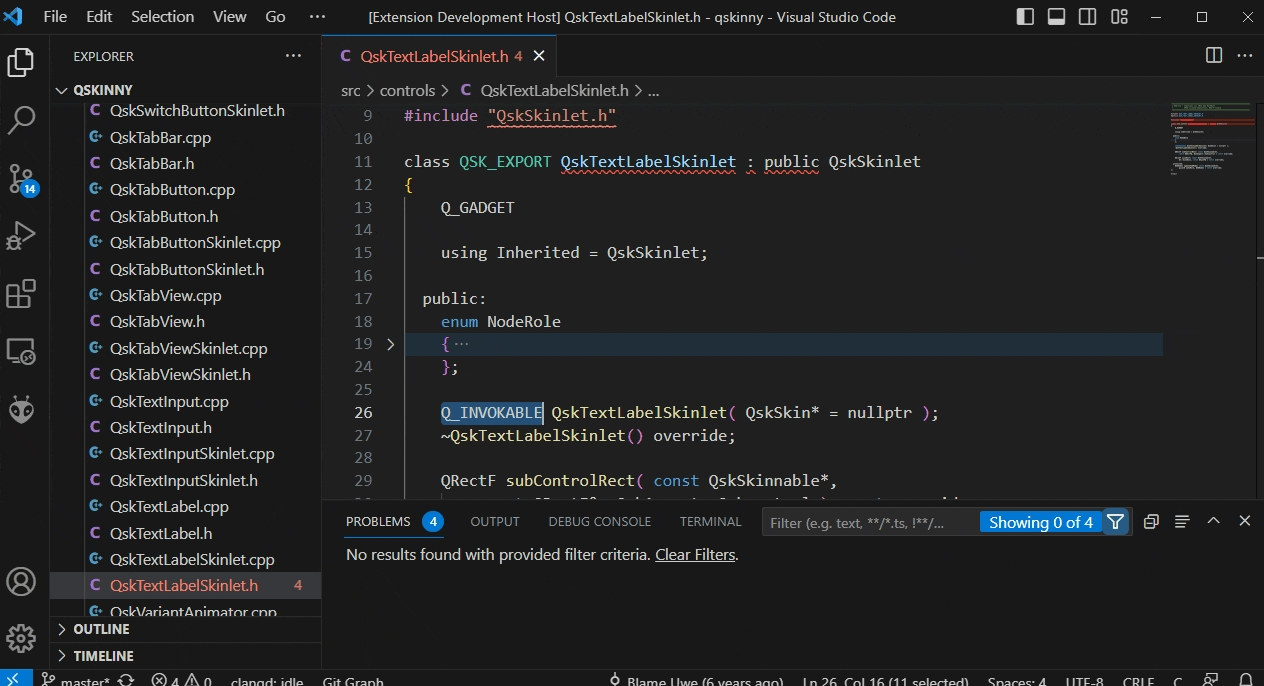 File Edit Selection View Go ··· [Extension Development Host] QskTextLabelSkinlet.h - qskinny - Visual Studio Code
EXPLORER ···
QSKINNY
QskSwitchButtonSkinlet.h
QskTabBar.cpp
QskTabBar.h
QskTabButton.cpp
QskTabButton.h
QskTabButtonSkinlet.cpp
QskTabButtonSkinlet.h
QskTabView.cpp
QskTabView.h
QskTabViewSkinlet.cpp
QskTabViewSkinlet.h
QskTextInput.cpp
QskTextInput.h
QskTextInputSkinlet.cpp
QskTextInputSkinlet.h
QskTextLabel.cpp
QskTextLabel.h
QskTextLabelSkinlet.cpp
QskTextLabelSkinlet.h 4
QskVariantAnimator.cpp
OUTLINE
TIMELINE
14
C QskTextLabelSkinlet.h 4
src > controls > C QskTextLabelSkinlet.h > ...
9 #include "QskSkinlet.h"
10
11 class QSK_EXPORT QskTextLabelSkinlet : public QskSkinlet
12 {
13 Q_GADGET
14
15 using Inherited = QskSkinlet;
16
17 public:
18 enum NodeRole
19 { ···
24 };
25
26 Q_INVOKABLE QskTextLabelSkinlet( QskSkin* = nullptr );
27 ~QskTextLabelSkinlet() override;
28
29 QRectF subControlRect( const QskSkinnable*,
PROBLEMS 4 OUTPUT DEBUG CONSOLE TERMINAL Filter (e.g. text, **/*.ts, !**/... Showing 0 of 4
No results found with provided filter criteria. Clear Filters.
master* 4 0 clangd: idle Git Graph Blame Uwe (6 years ago) Ln 26, Col 16 (11 selected) Spaces: 4 UTF-8 CRLF C